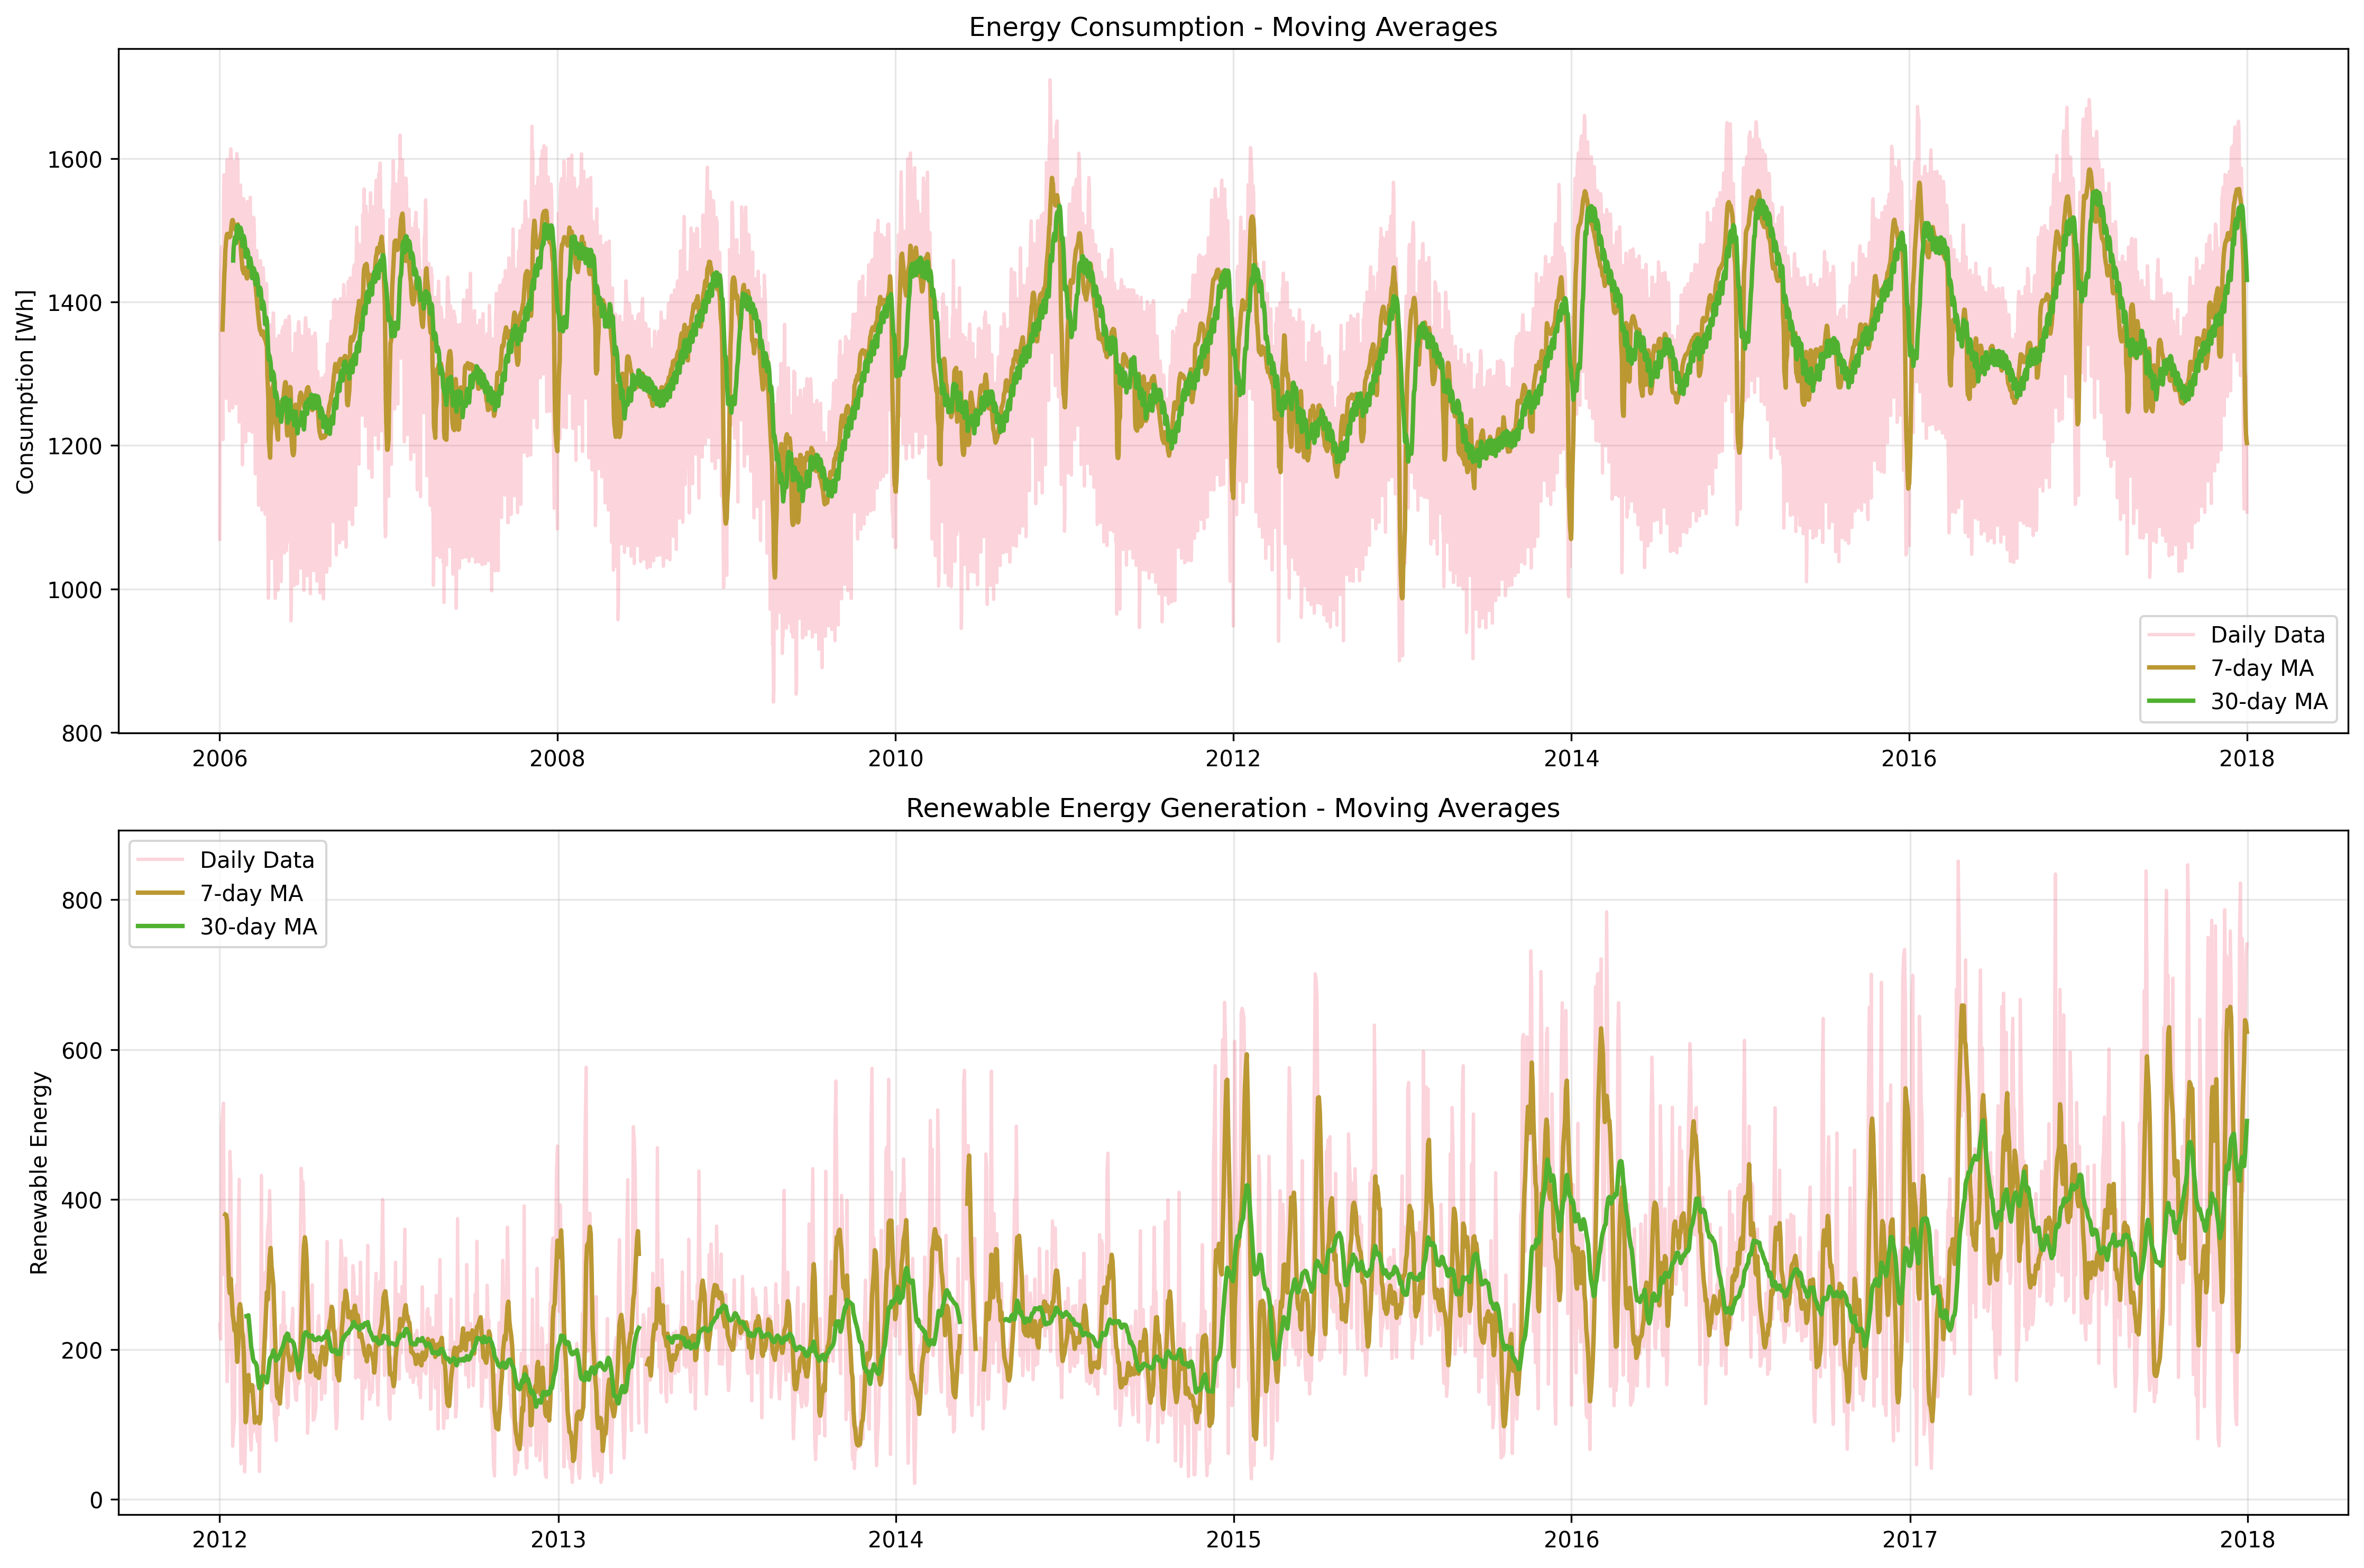 Energy Consumption - Moving Averages
Consumption [Wh]
1600
1400
1200
1000
800
Daily Data
7-day MA
30-day MA
2006
2008
2010
2012
2014
2016
2018
Renewable Energy Generation - Moving Averages
Renewable Energy
Daily Data
7-day MA
30-day MA
800
600
400
200
0
2012
2013
2014
2015
2016
2017
2018